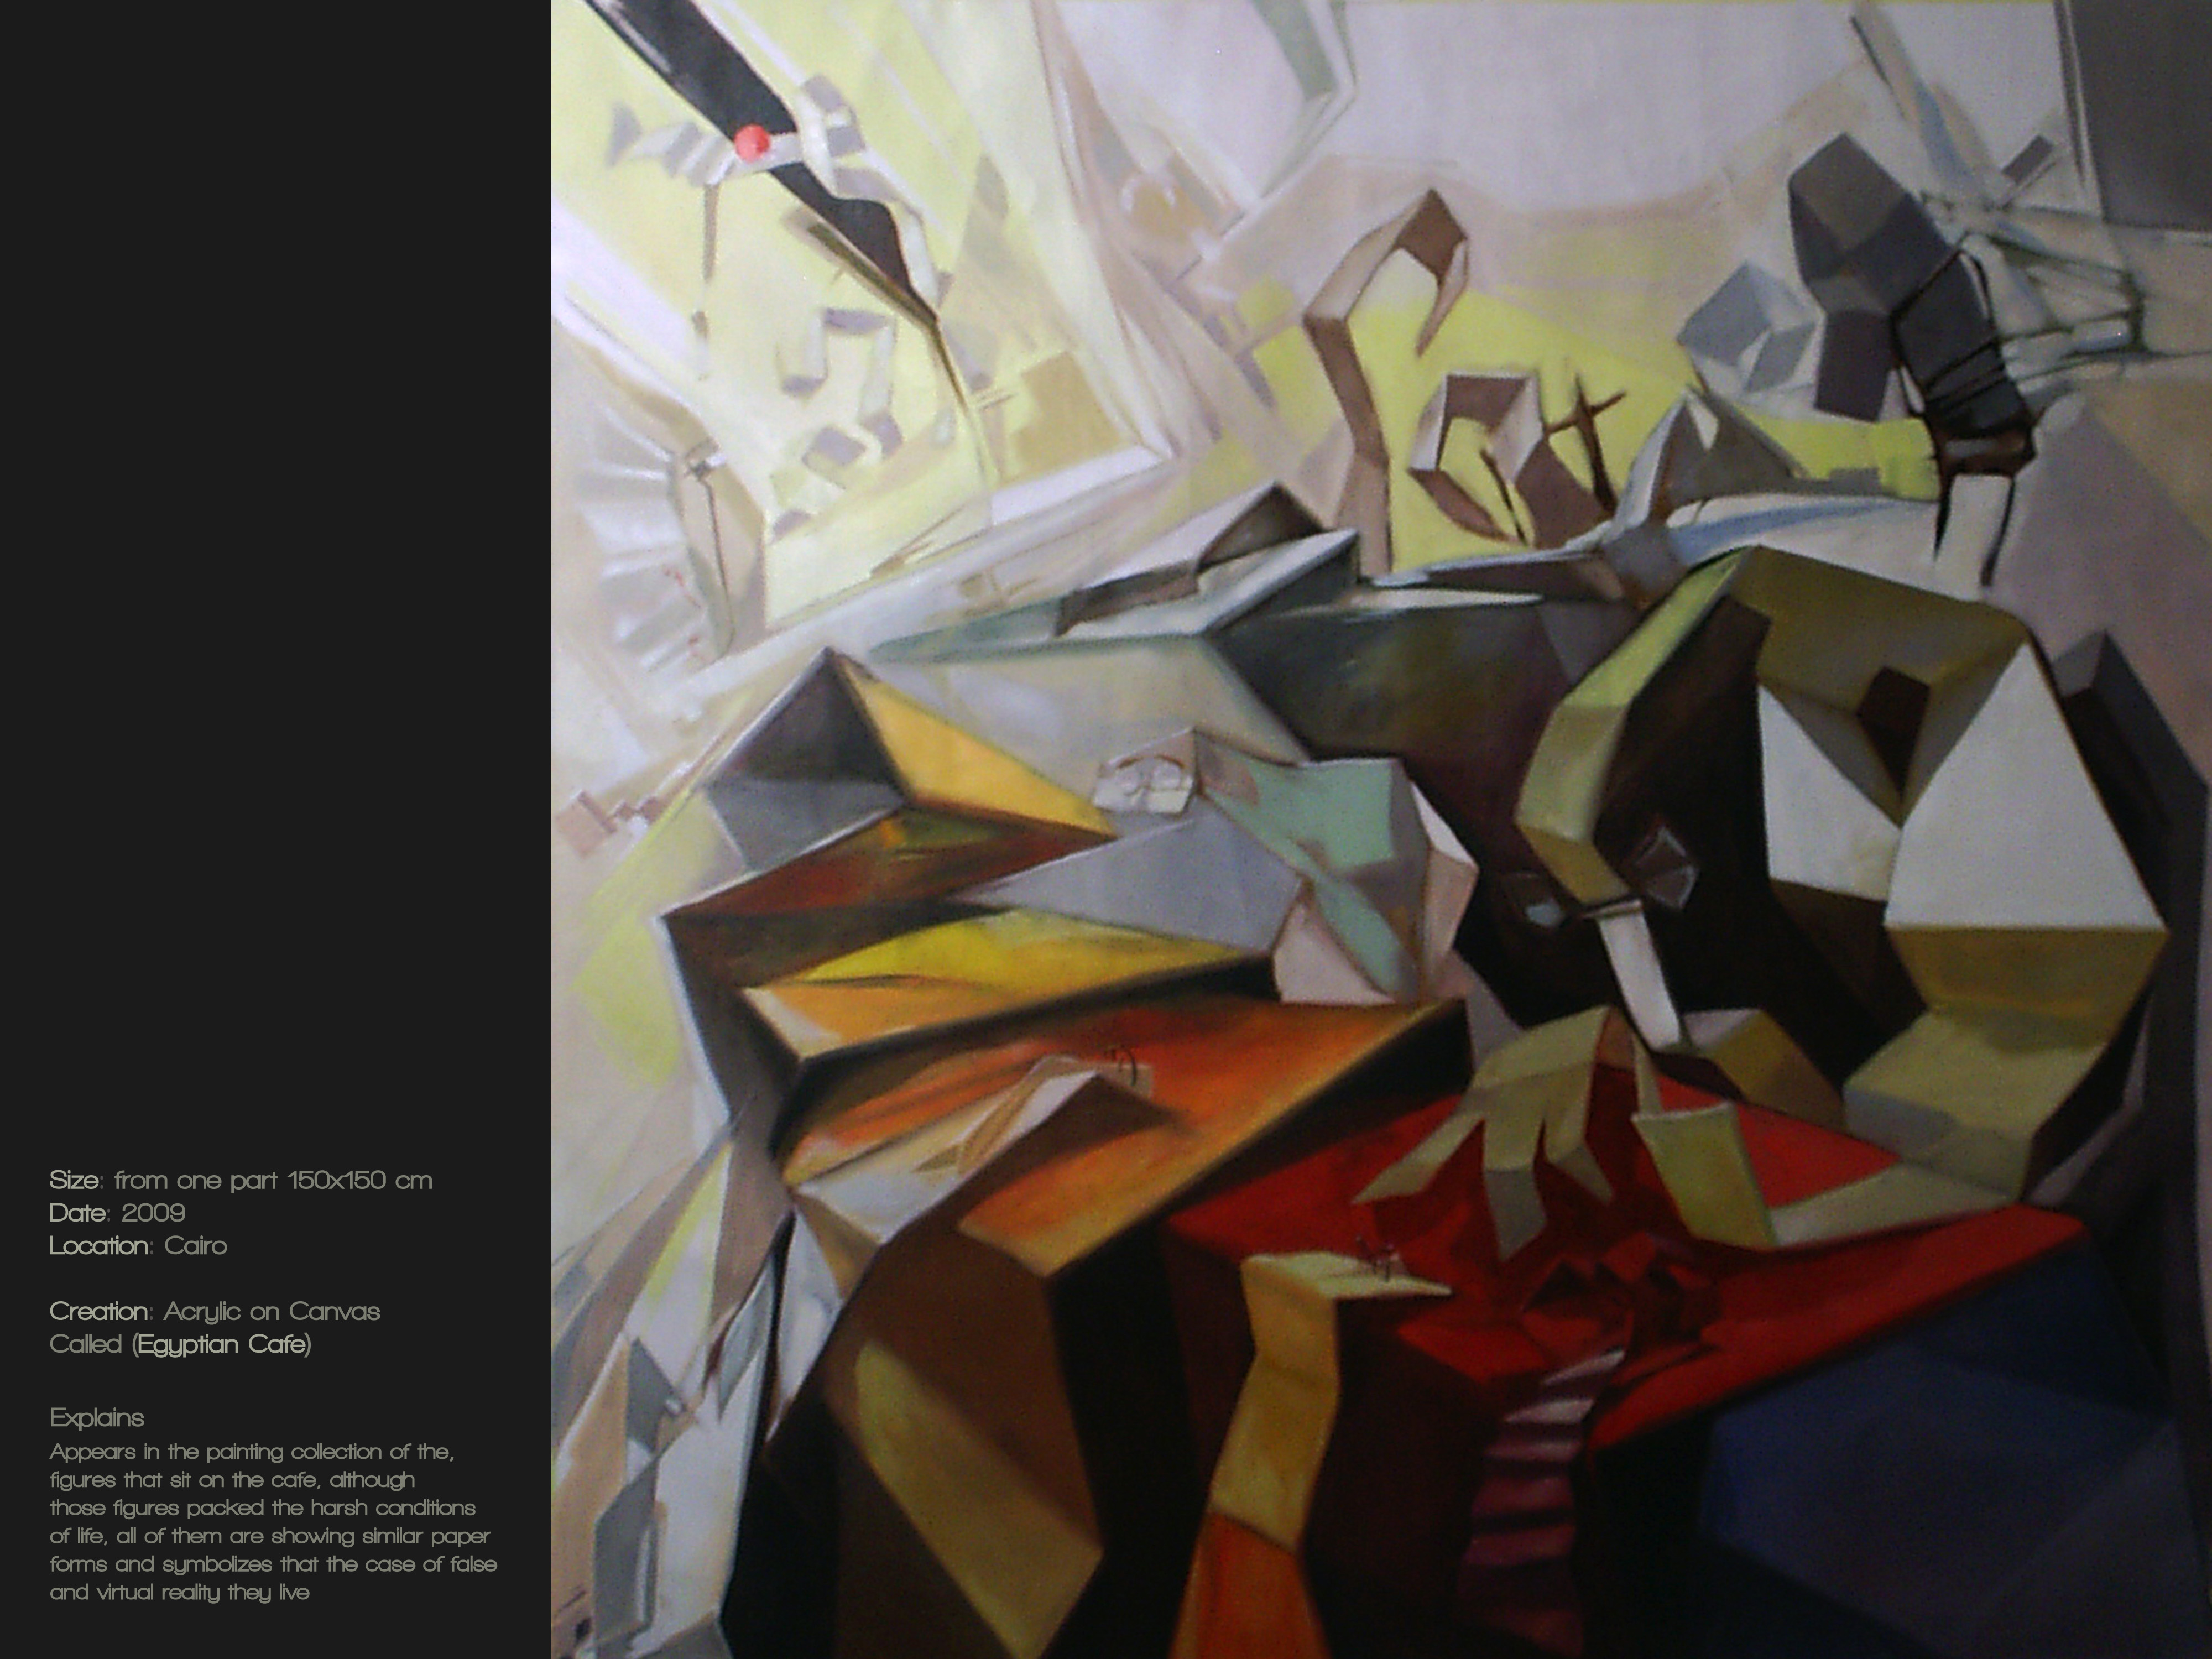 Size: from one part 150x150 cm
Date: 2009
Location: Cairo
Creation: Acrylic on Canvas
Called (Egyptian Cafe)
Explains
Appears in the painting collection of the,
figures that sit on the cafe, although
those figures packed the harsh conditions
of life, all of them are showing similar paper
forms and symbolizes that the case of false
and virtual reality they live